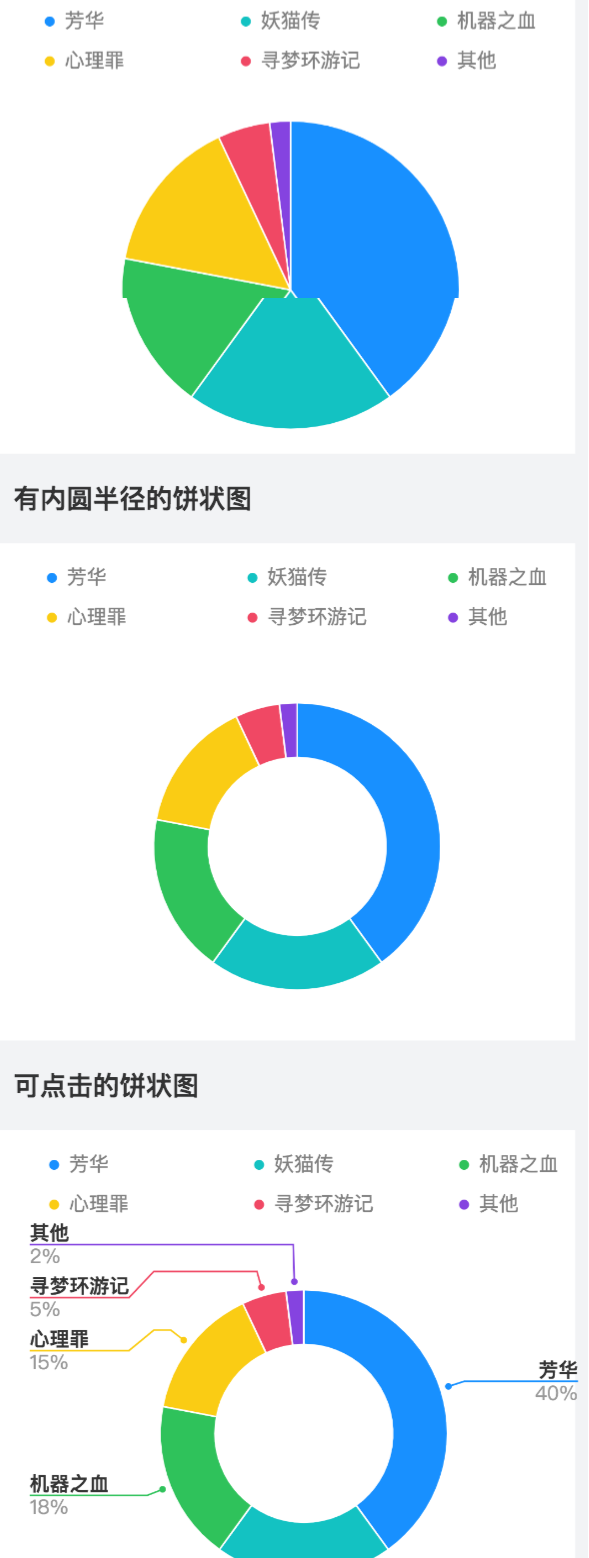 芳华 妖猫传 机器之血
心理罪 寻梦环游记 其他
有内圆半径的饼状图
芳华 妖猫传 机器之血
心理罪 寻梦环游记 其他
可点击的饼状图
芳华 妖猫传 机器之血
心理罪 寻梦环游记 其他
其他
2%
寻梦环游记
5%
心理罪
15%
芳华
40%
机器之血
18%